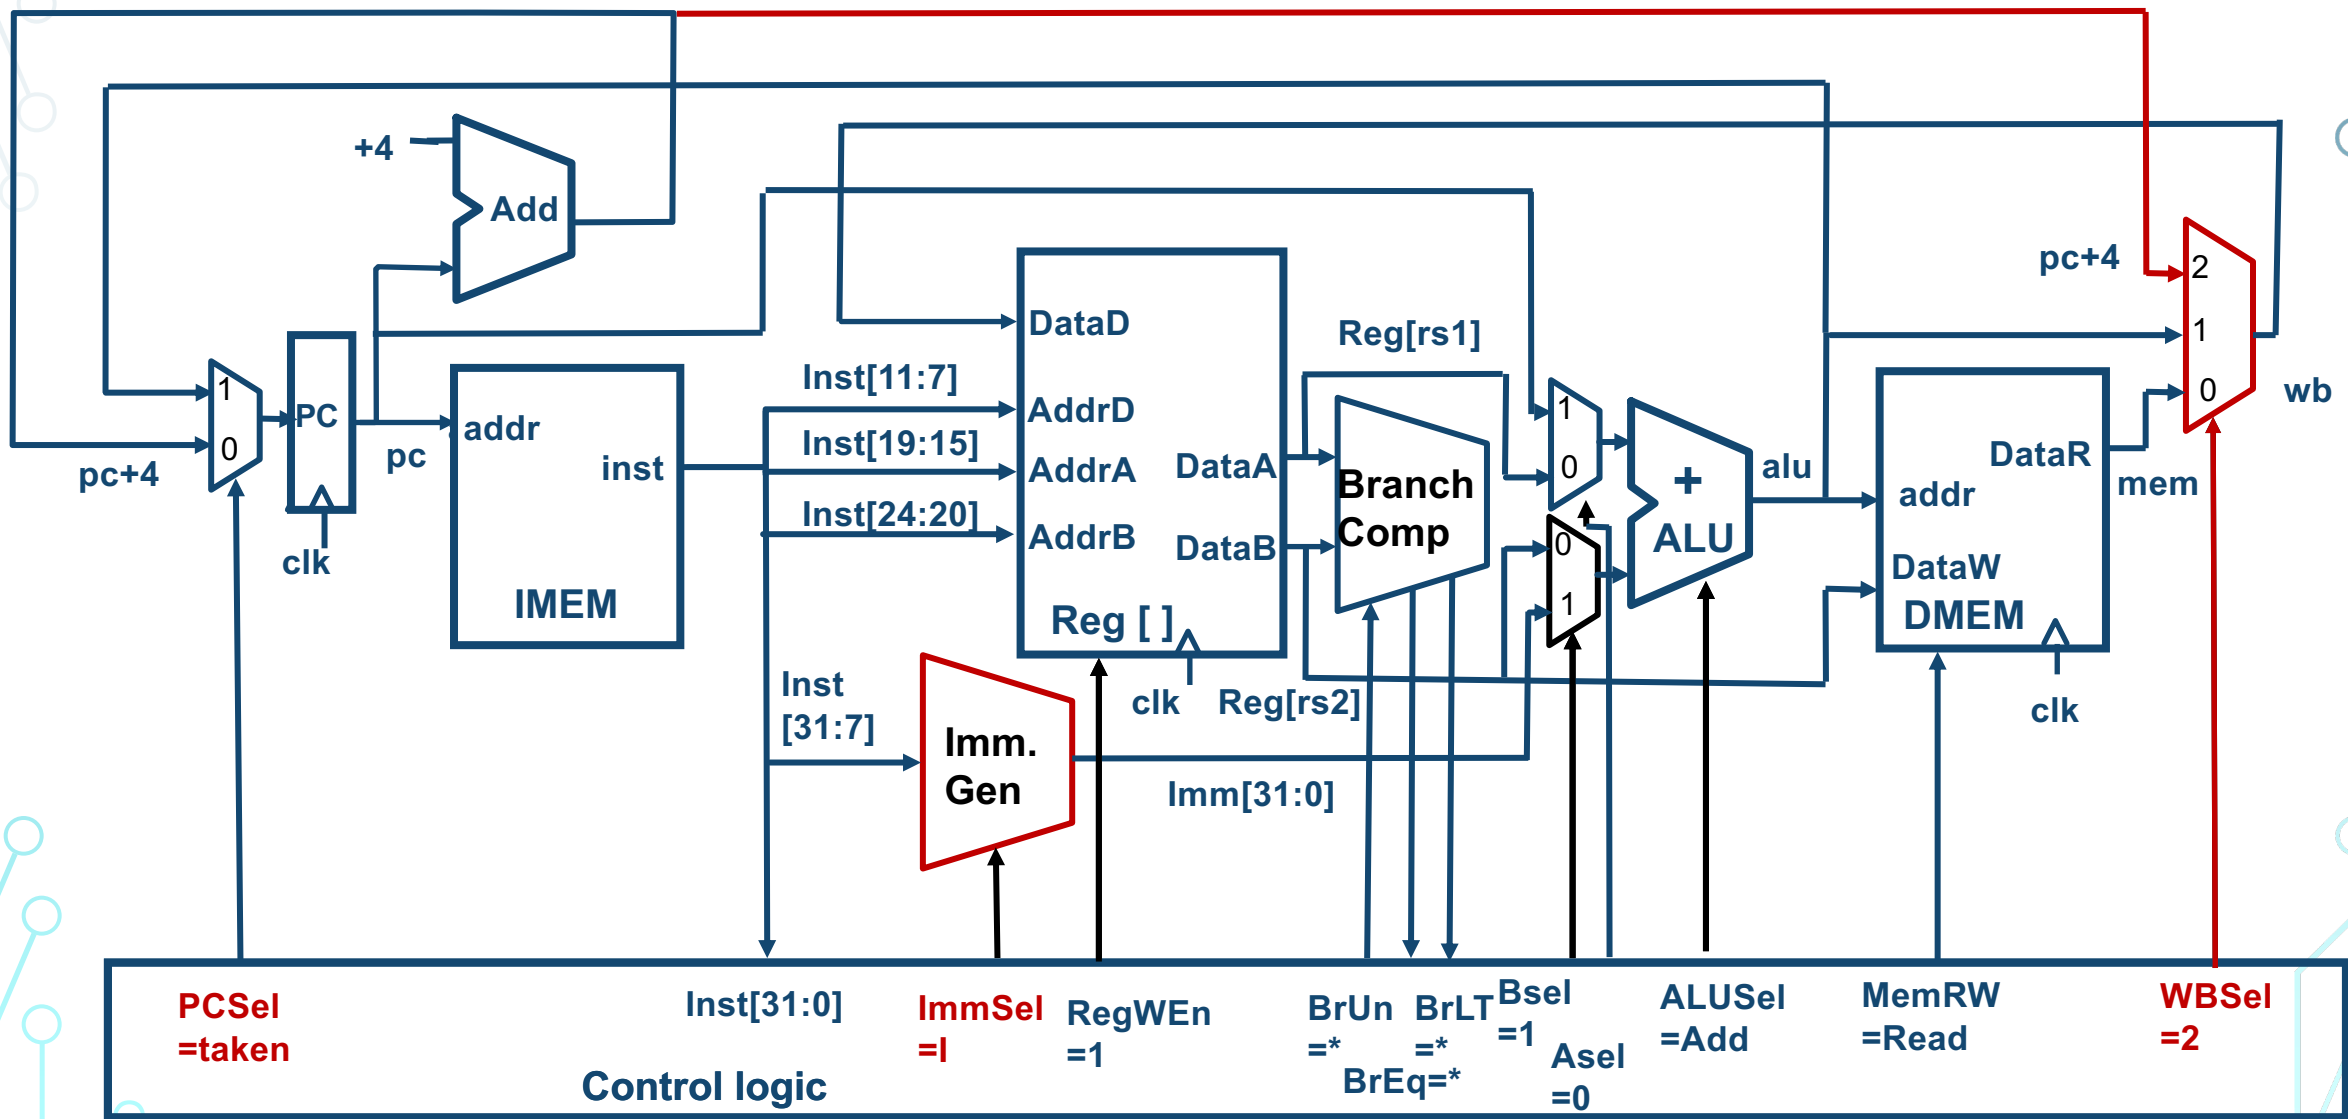 +4
Add
pc+4
2
1
0
wb
1
0
pc+4
PC
clk
pc
addr
inst
IMEM
Inst[11:7]
Inst[19:15]
Inst[24:20]
DataD
AddrD
AddrA
AddrB
DataA
DataB
Reg [ ]
clk
Reg[rs1]
Reg[rs2]
Branch
Comp
1
0
0
1
+
ALU
alu
addr
DataR
DataW
DMEM
mem
clk
Inst
[31:7]
Imm.
Gen
Imm[31:0]
PCSel
=taken
Inst[31:0]
ImmSel
=I
RegWEn
=1
BrUn
=*
BrLT
=*
BrEq=*
Bsel
=1
Asel
=0
ALUSel
=Add
MemRW
=Read
WBSel
=2
Control logic